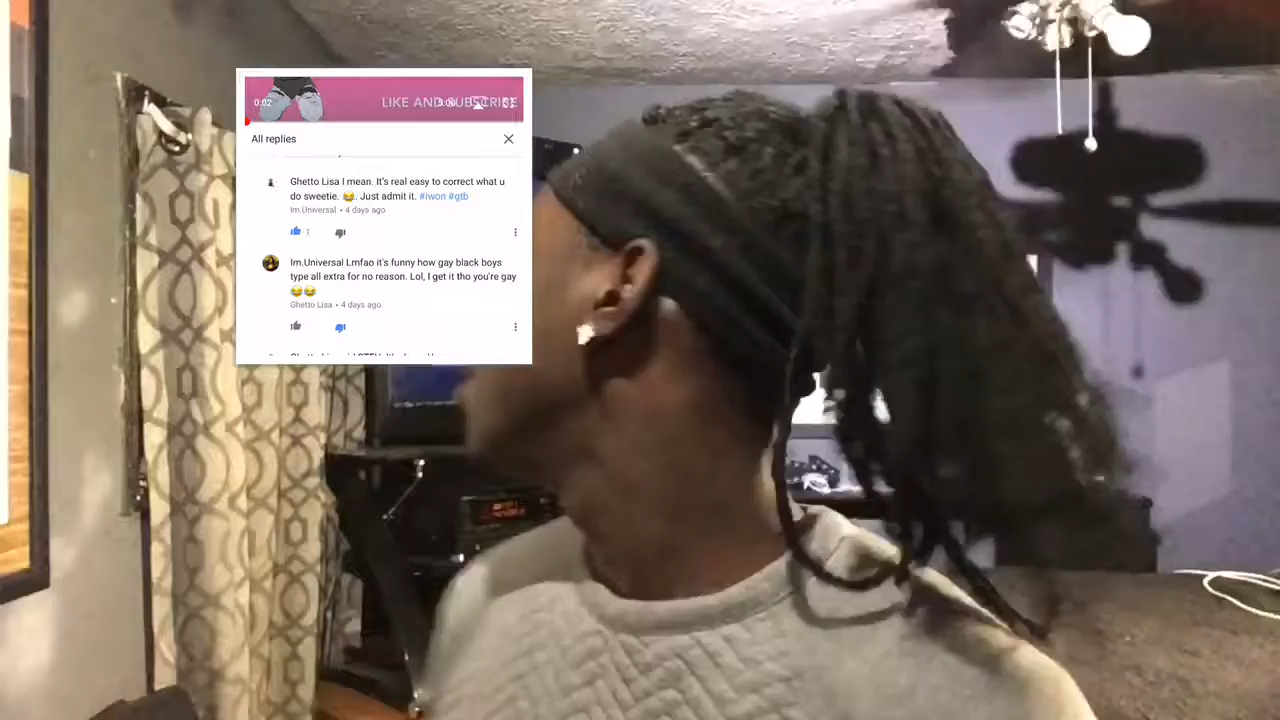 0:02
LIKE AND SUBSCRIBE
All replies
Ghetto Lisa I mean. It's real easy to correct what u
do sweetie. 😂. Just admit it. #iwon #gtb
Im.Universal • 4 days ago
1
Im.Universal Lmfao it's funny how gay black boys
type all extra for no reason. Lol, I get it tho you're gay
😂😂
Ghetto Lisa • 4 days ago